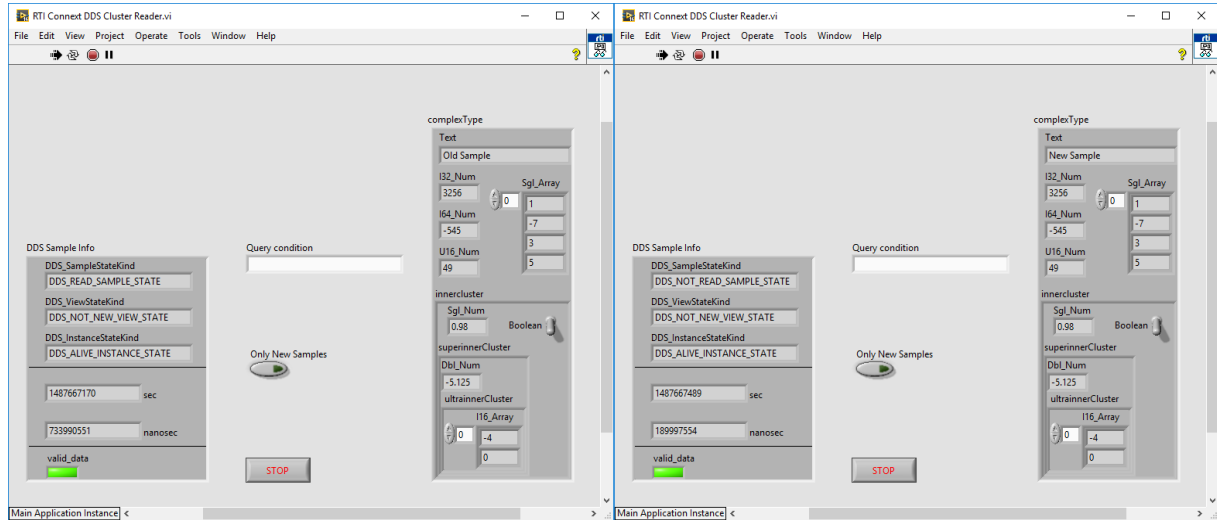 RTI Connext DDS Cluster Reader.vi
File Edit View Project Operate Tools Window Help
rti
complexType
Text
Old Sample
I32_Num
3256
Sgl_Array
0
1
-7
3
5
I64_Num
-545
U16_Num
49
DDS Sample Info
DDS_SampleStateKind
DDS_READ_SAMPLE_STATE
DDS_ViewStateKind
DDS_NOT_NEW_VIEW_STATE
DDS_InstanceStateKind
DDS_ALIVE_INSTANCE_STATE
1487667170 sec
733990551 nanosec
valid_data
Query condition
Only New Samples
STOP
innercluster
Sgl_Num
0.98
Boolean
superinnerCluster
Dbl_Num
-5.125
ultrainnerCluster
I16_Array
0
-4
0
Main Application Instance
RTI Connext DDS Cluster Reader.vi
File Edit View Project Operate Tools Window Help
rti
complexType
Text
New Sample
I32_Num
3256
Sgl_Array
0
1
-7
3
5
I64_Num
-545
U16_Num
49
DDS Sample Info
DDS_SampleStateKind
DDS_NOT_READ_SAMPLE_STATE
DDS_ViewStateKind
DDS_NOT_NEW_VIEW_STATE
DDS_InstanceStateKind
DDS_ALIVE_INSTANCE_STATE
1487667489 sec
189997554 nanosec
valid_data
Query condition
Only New Samples
STOP
innercluster
Sgl_Num
0.98
Boolean
superinnerCluster
Dbl_Num
-5.125
ultrainnerCluster
I16_Array
0
-4
0
Main Application Instance